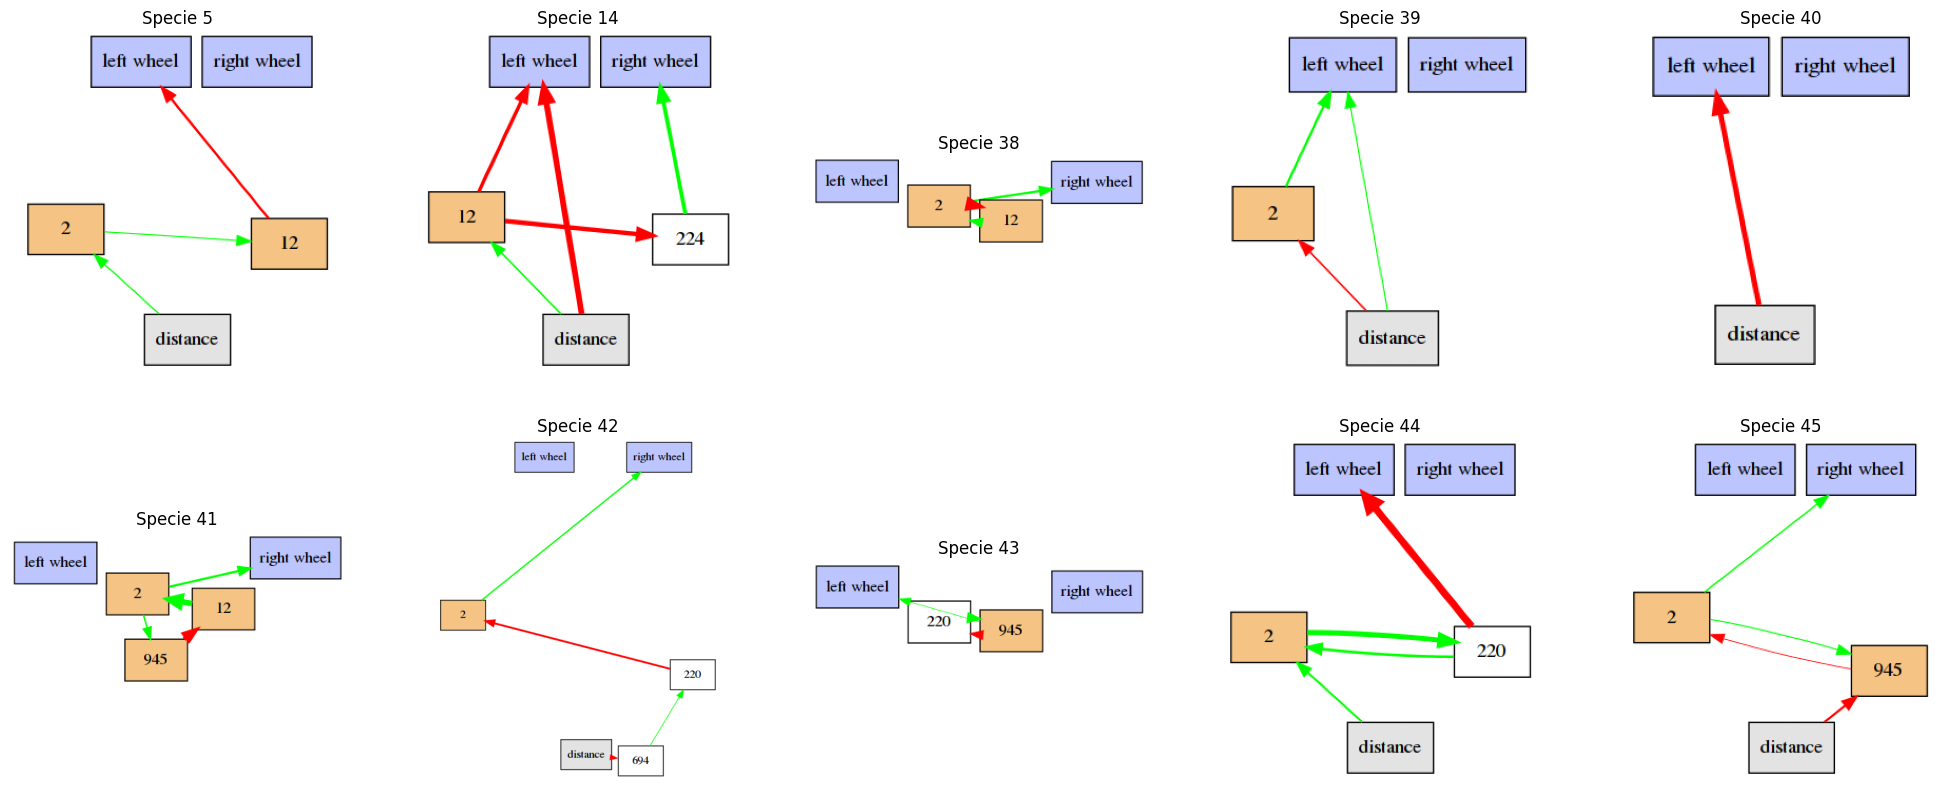 Specie 5
left wheel
right wheel
2
12
distance
Specie 14
left wheel
right wheel
12
224
distance
Specie 38
left wheel
right wheel
2
12
Specie 39
left wheel
right wheel
2
distance
Specie 40
left wheel
right wheel
distance
Specie 41
left wheel
right wheel
2
12
945
Specie 42
left wheel
right wheel
2
220
distance
694
Specie 43
left wheel
right wheel
220
945
Specie 44
left wheel
right wheel
2
220
distance
Specie 45
left wheel
right wheel
2
945
distance